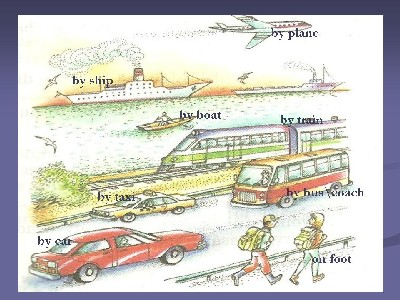 by plane
by ship
by boat
by train
by taxi
by bus \coach
by car
on foot